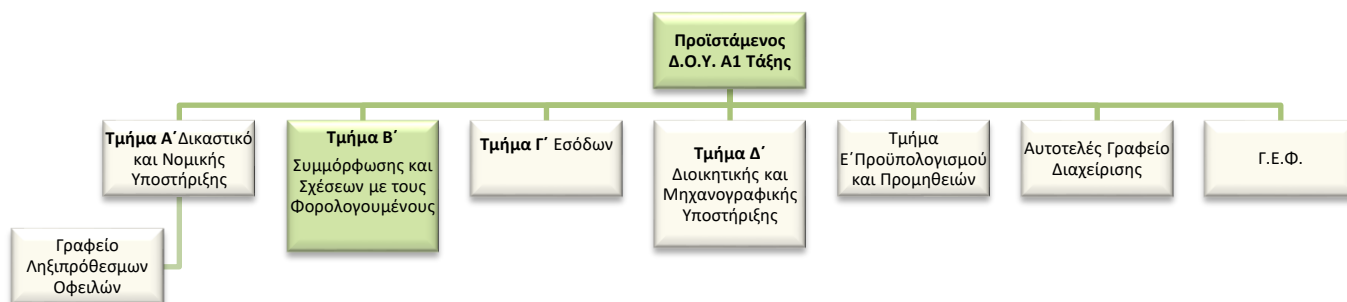 Προϊστάμενος
Δ.Ο.Υ. Α1 Τάξης
Τμήμα Α΄Δικαστικό
και Νομικής
Υποστήριξης
Τμήμα Β΄
Συμμόρφωσης και
Σχέσεων με τους
Φορολογουμένους
Τμήμα Γ΄ Εσόδων
Τμήμα Δ΄
Διοικητικής και
Μηχανογραφικής
Υποστήριξης
Τμήμα
Ε΄Προϋπολογισμού
και Προμηθειών
Αυτοτελές Γραφείο
Διαχείρισης
Γ.Ε.Φ.
Γραφείο
Ληξιπρόθεσμων
Οφειλών